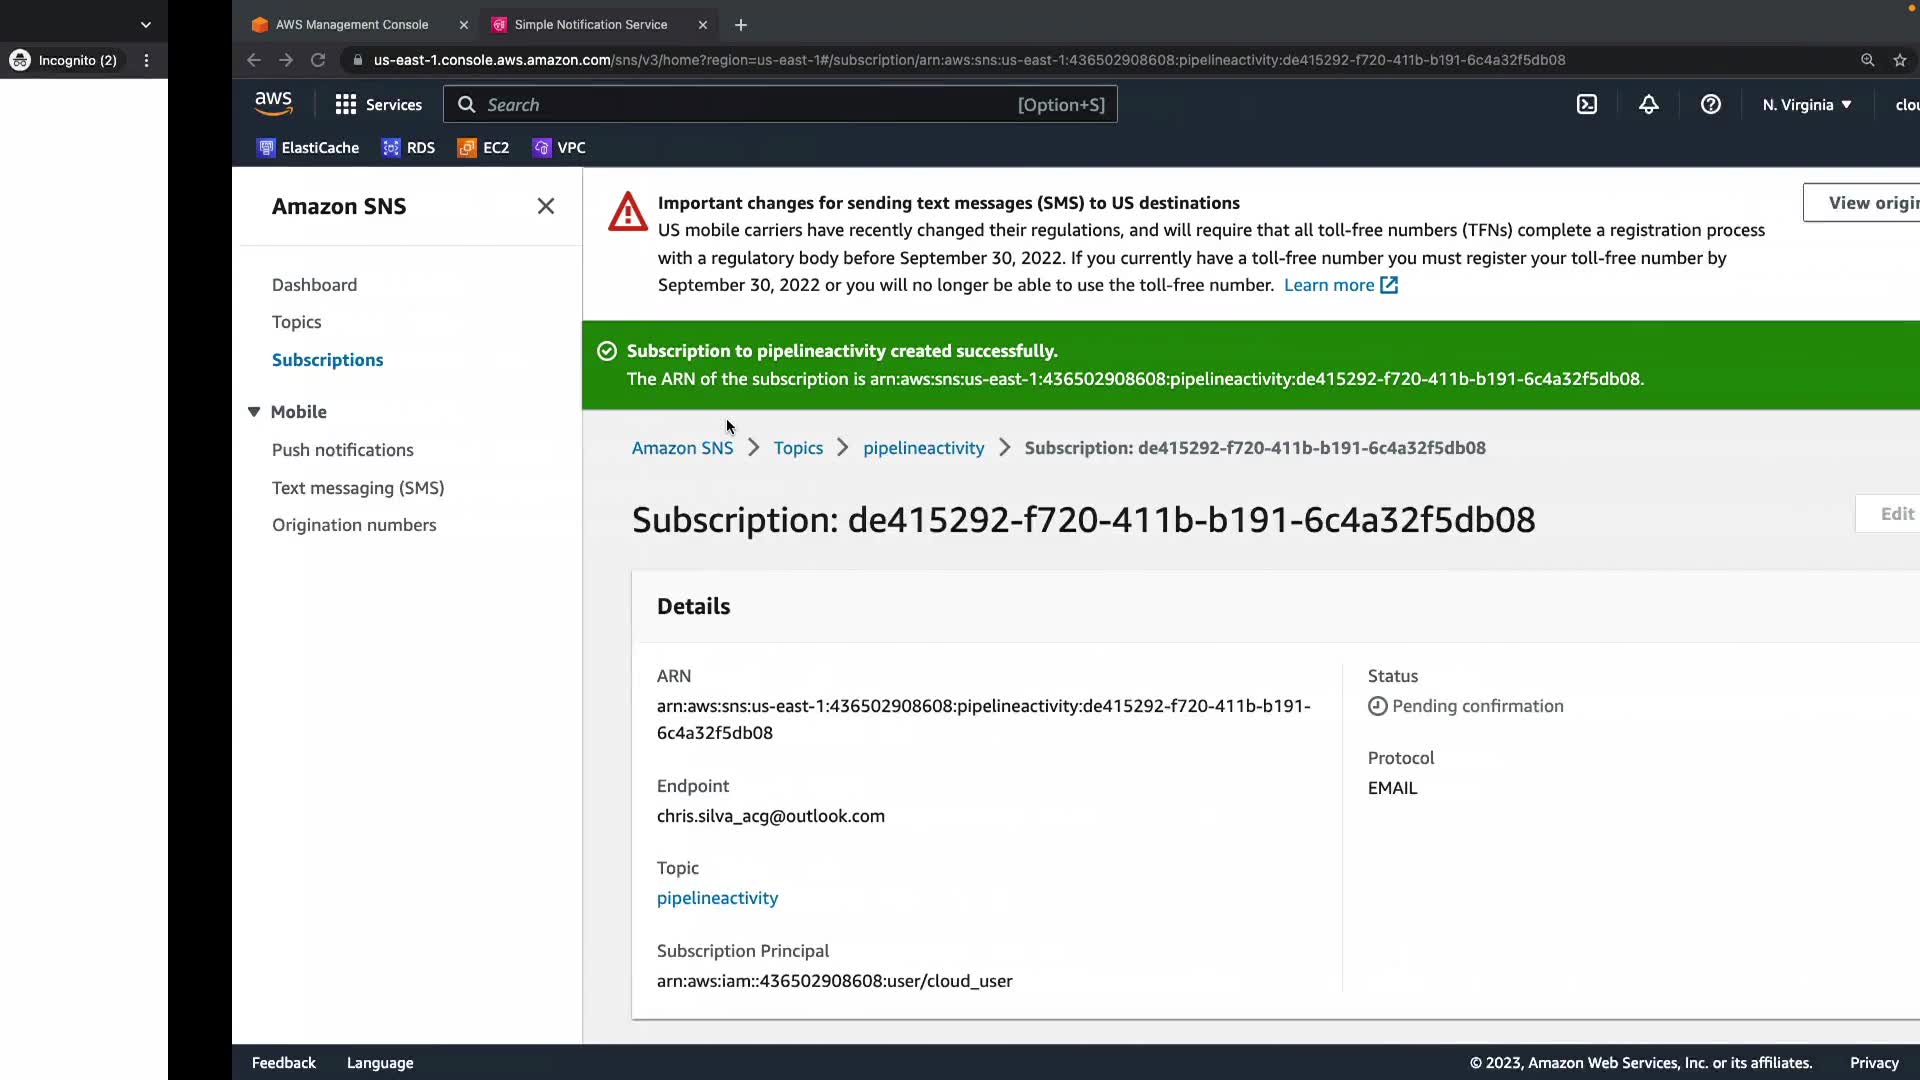 AWS Management Console
Simple Notification Service
Incognito (2)
us-east-1.console.aws.amazon.com/sns/v3/home?region=us-east-1#/subscription/arn:aws:sns:us-east-1:436502908608:pipelineactivity:de415292-f720-411b-b191-6c4a32f5db08
aws
Services
Search
[Option+S]
N. Virginia
clou
ElastiCache
RDS
EC2
VPC
Amazon SNS
Dashboard
Topics
Subscriptions
Mobile
Push notifications
Text messaging (SMS)
Origination numbers
Important changes for sending text messages (SMS) to US destinations
View origin
US mobile carriers have recently changed their regulations, and will require that all toll-free numbers (TFNs) complete a registration process
with a regulatory body before September 30, 2022. If you currently have a toll-free number you must register your toll-free number by
September 30, 2022 or you will no longer be able to use the toll-free number. Learn more
Subscription to pipelineactivity created successfully.
The ARN of the subscription is arn:aws:sns:us-east-1:436502908608:pipelineactivity:de415292-f720-411b-b191-6c4a32f5db08.
Amazon SNS
Topics
pipelineactivity
Subscription: de415292-f720-411b-b191-6c4a32f5db08
Subscription: de415292-f720-411b-b191-6c4a32f5db08
Edit
Details
ARN
arn:aws:sns:us-east-1:436502908608:pipelineactivity:de415292-f720-411b-b191-
6c4a32f5db08
Endpoint
chris.silva_acg@outlook.com
Topic
pipelineactivity
Subscription Principal
arn:aws:iam::436502908608:user/cloud_user
Status
Pending confirmation
Protocol
EMAIL
Feedback
Language
© 2023, Amazon Web Services, Inc. or its affiliates.
Privacy